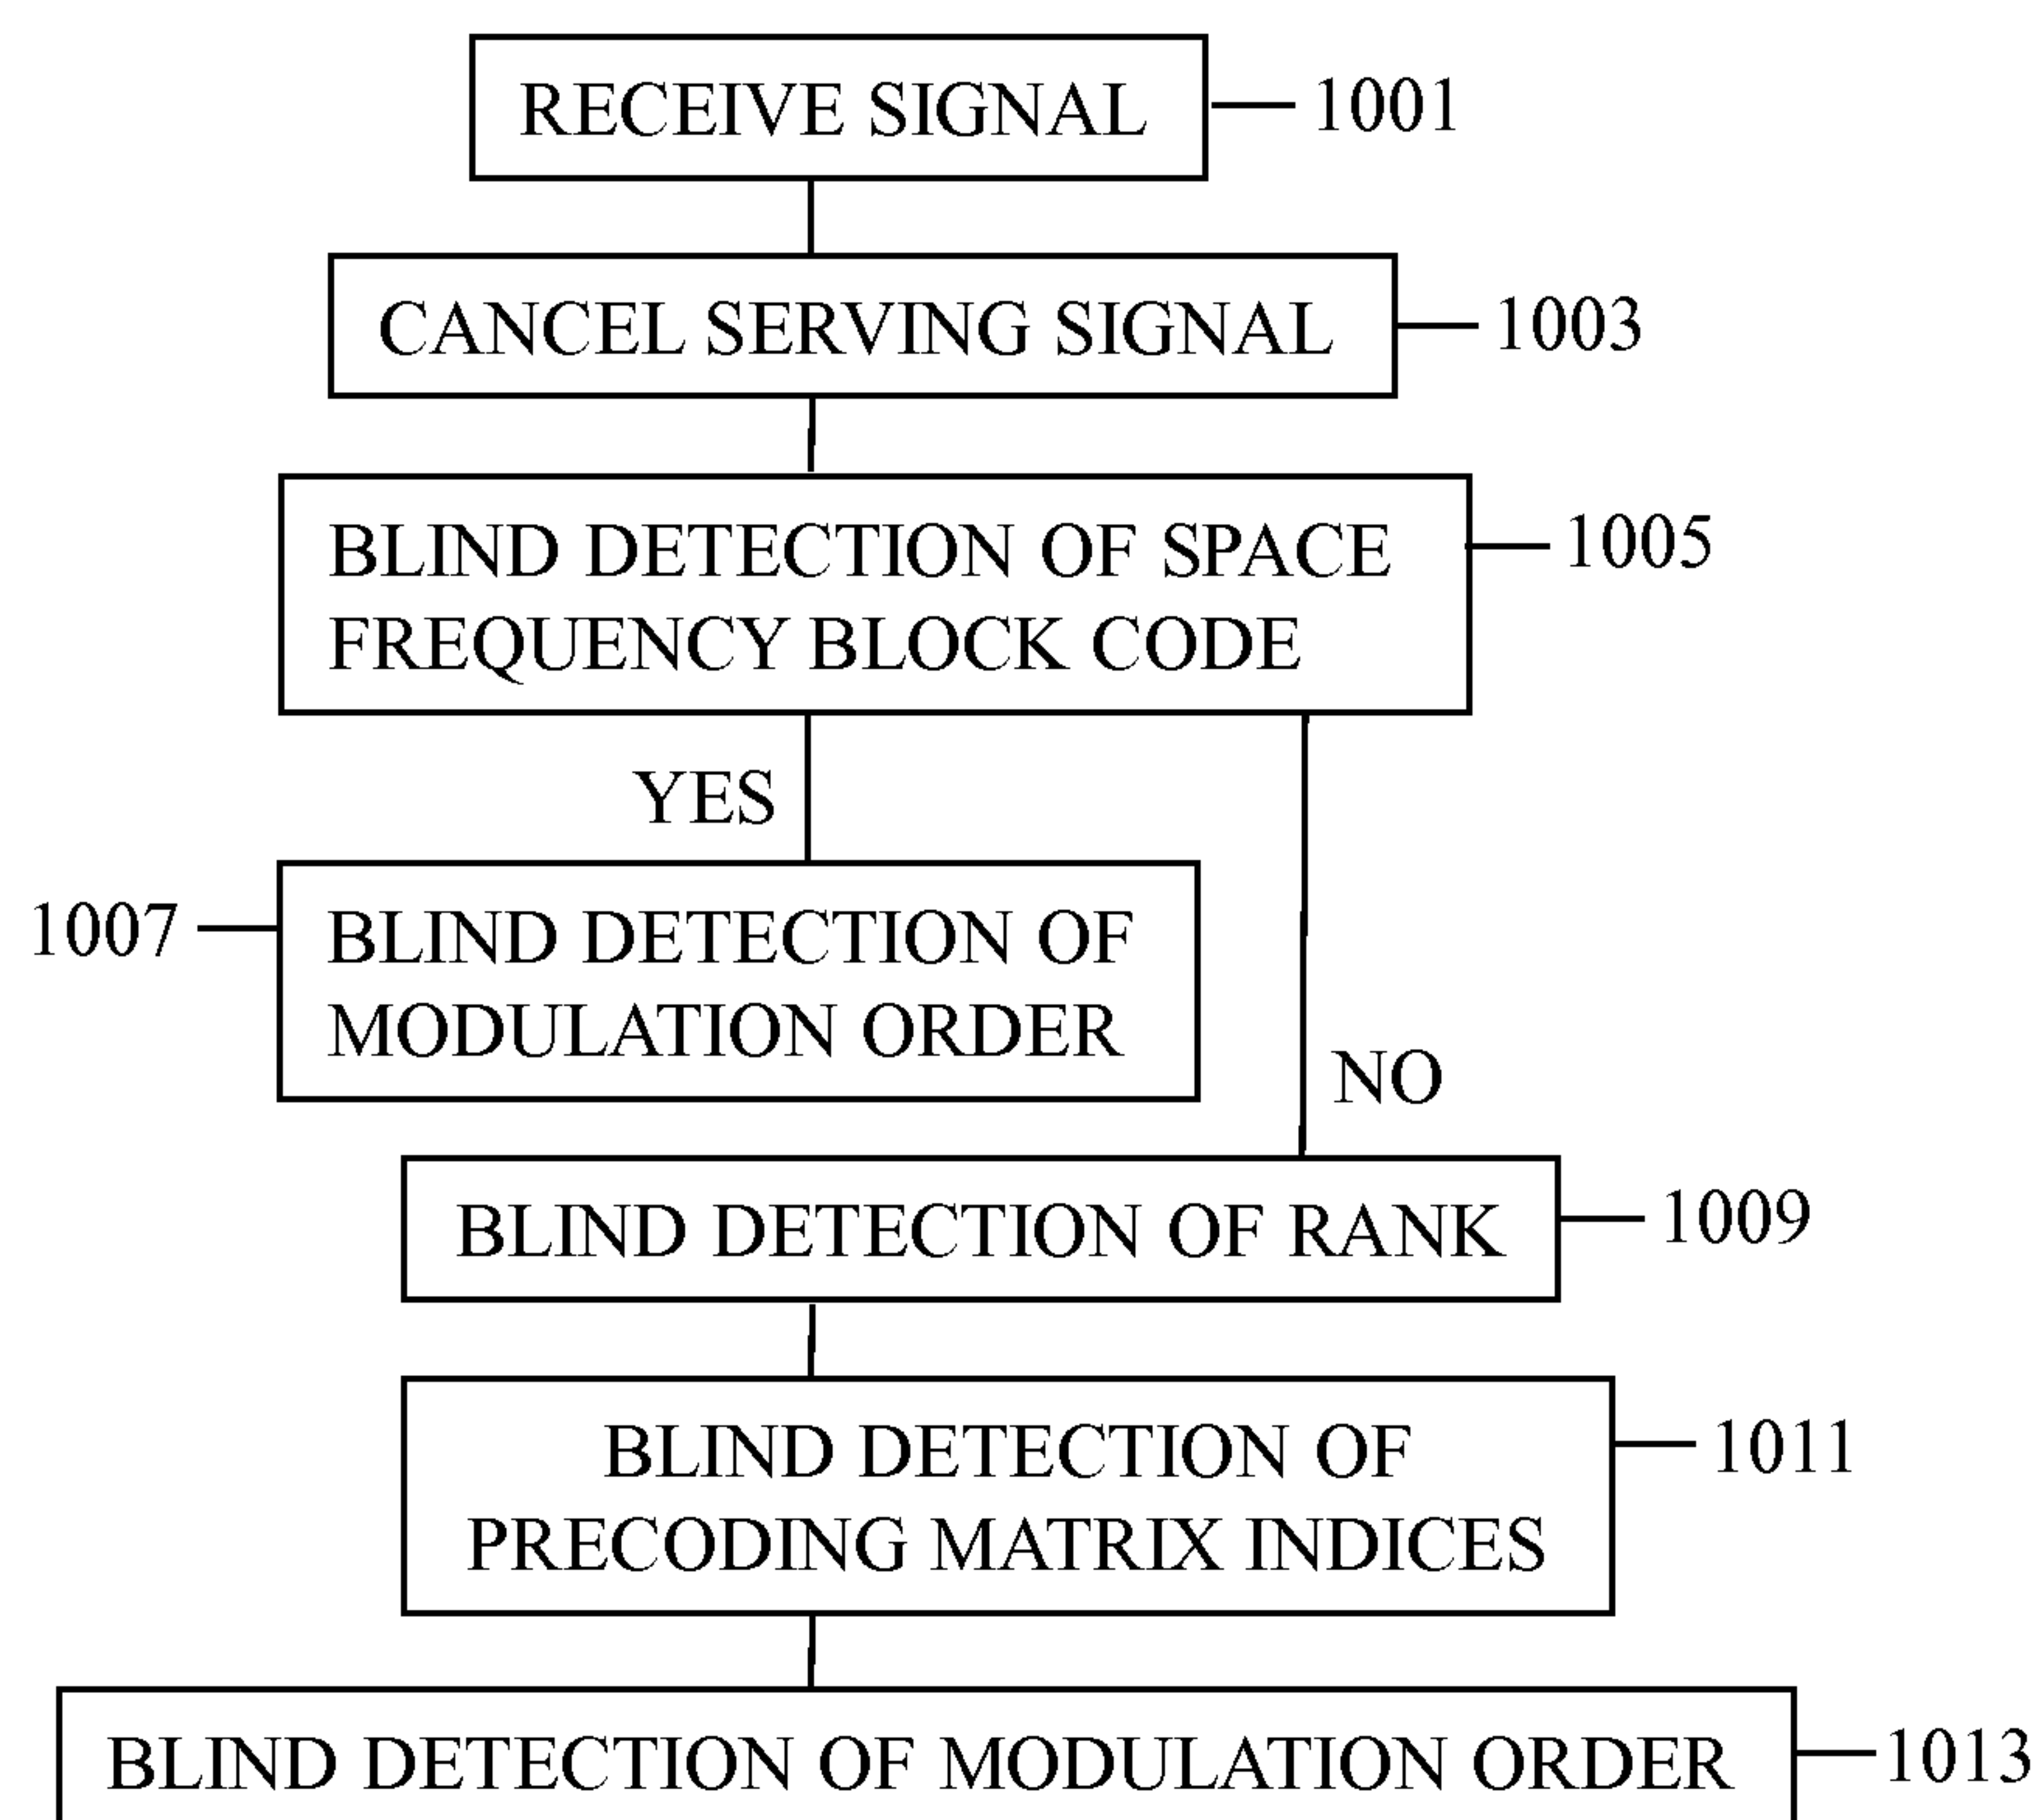 RECEIVE SIGNAL
1001
CANCEL SERVING SIGNAL
1003
BLIND DETECTION OF SPACE
FREQUENCY BLOCK CODE
1005
YES
1007
BLIND DETECTION OF
MODULATION ORDER
NO
BLIND DETECTION OF RANK
1009
BLIND DETECTION OF
PRECODING MATRIX INDICES
1011
BLIND DETECTION OF MODULATION ORDER
1013